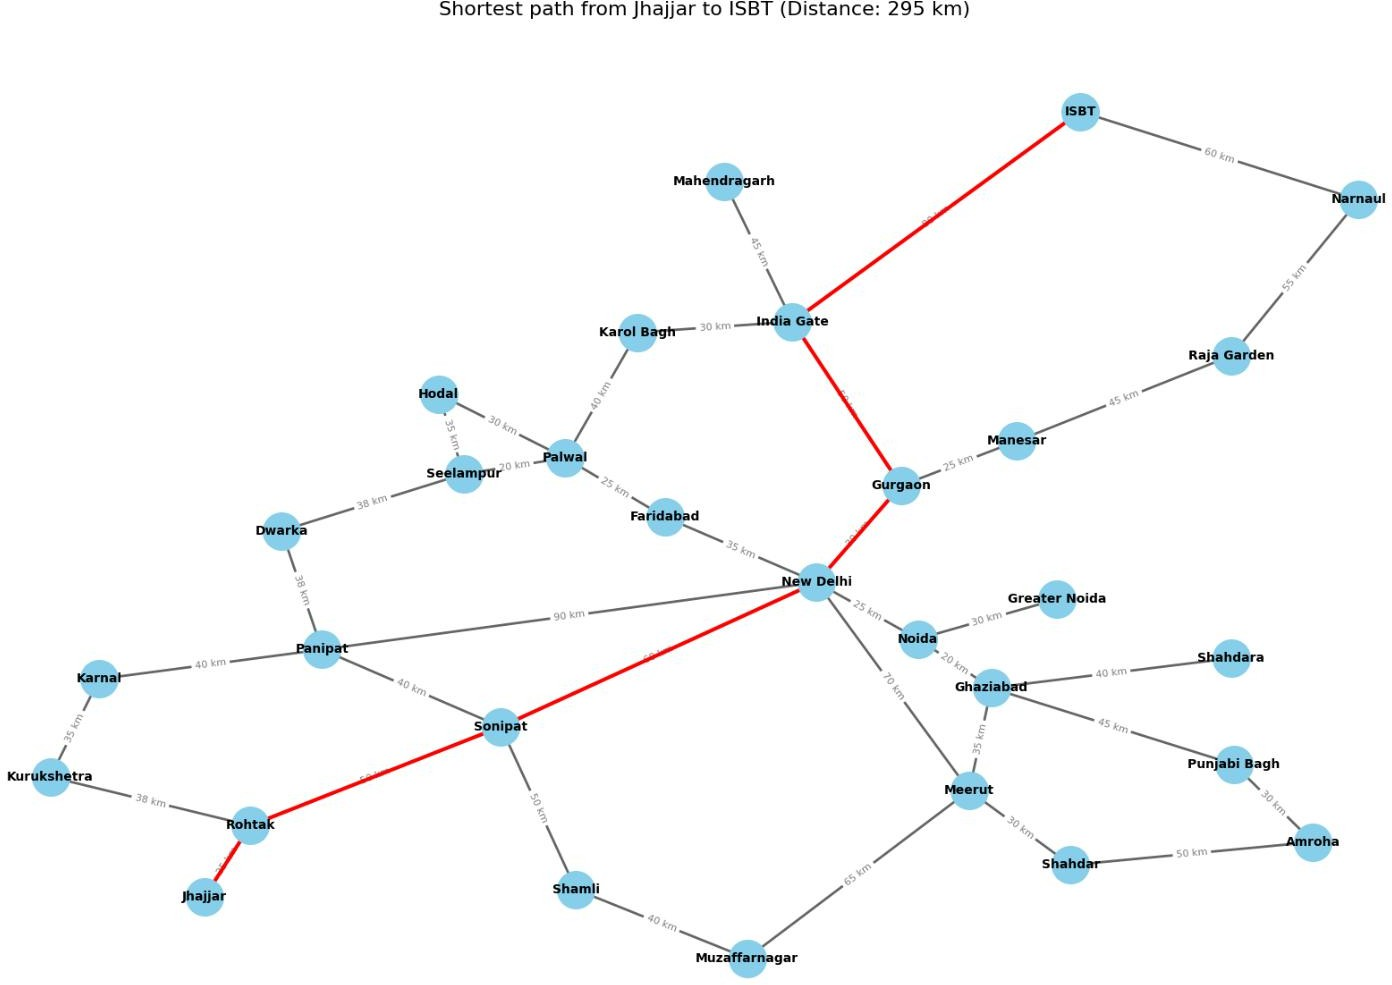 Shortest path from Jhajjar to ISBT (Distance: 295 km)
ISBT
60 km
Mahendragarh
Narnaul
45 km
55 km
India Gate
30 km
Karol Bagh
Raja Garden
Hodal
40 km
45 km
30 km
35 km
Manesar
Palwal
25 km
20 km
Seelampur
Gurgaon
25 km
38 km
Faridabad
Dwarka
35 km
New Delhi
38 km
25 km
Greater Noida
90 km
30 km
Noida
Panipat
Shahdara
20 km
40 km
40 km
Karnal
70 km
Ghaziabad
40 km
35 km
Sonipat
45 km
35 km
Punjabi Bagh
Kurukshetra
Meerut
38 km
50 km
30 km
Rohtak
30 km
Amroha
50 km
Shahdar
65 km
Shamli
Jhajjar
40 km
Muzaffarnagar